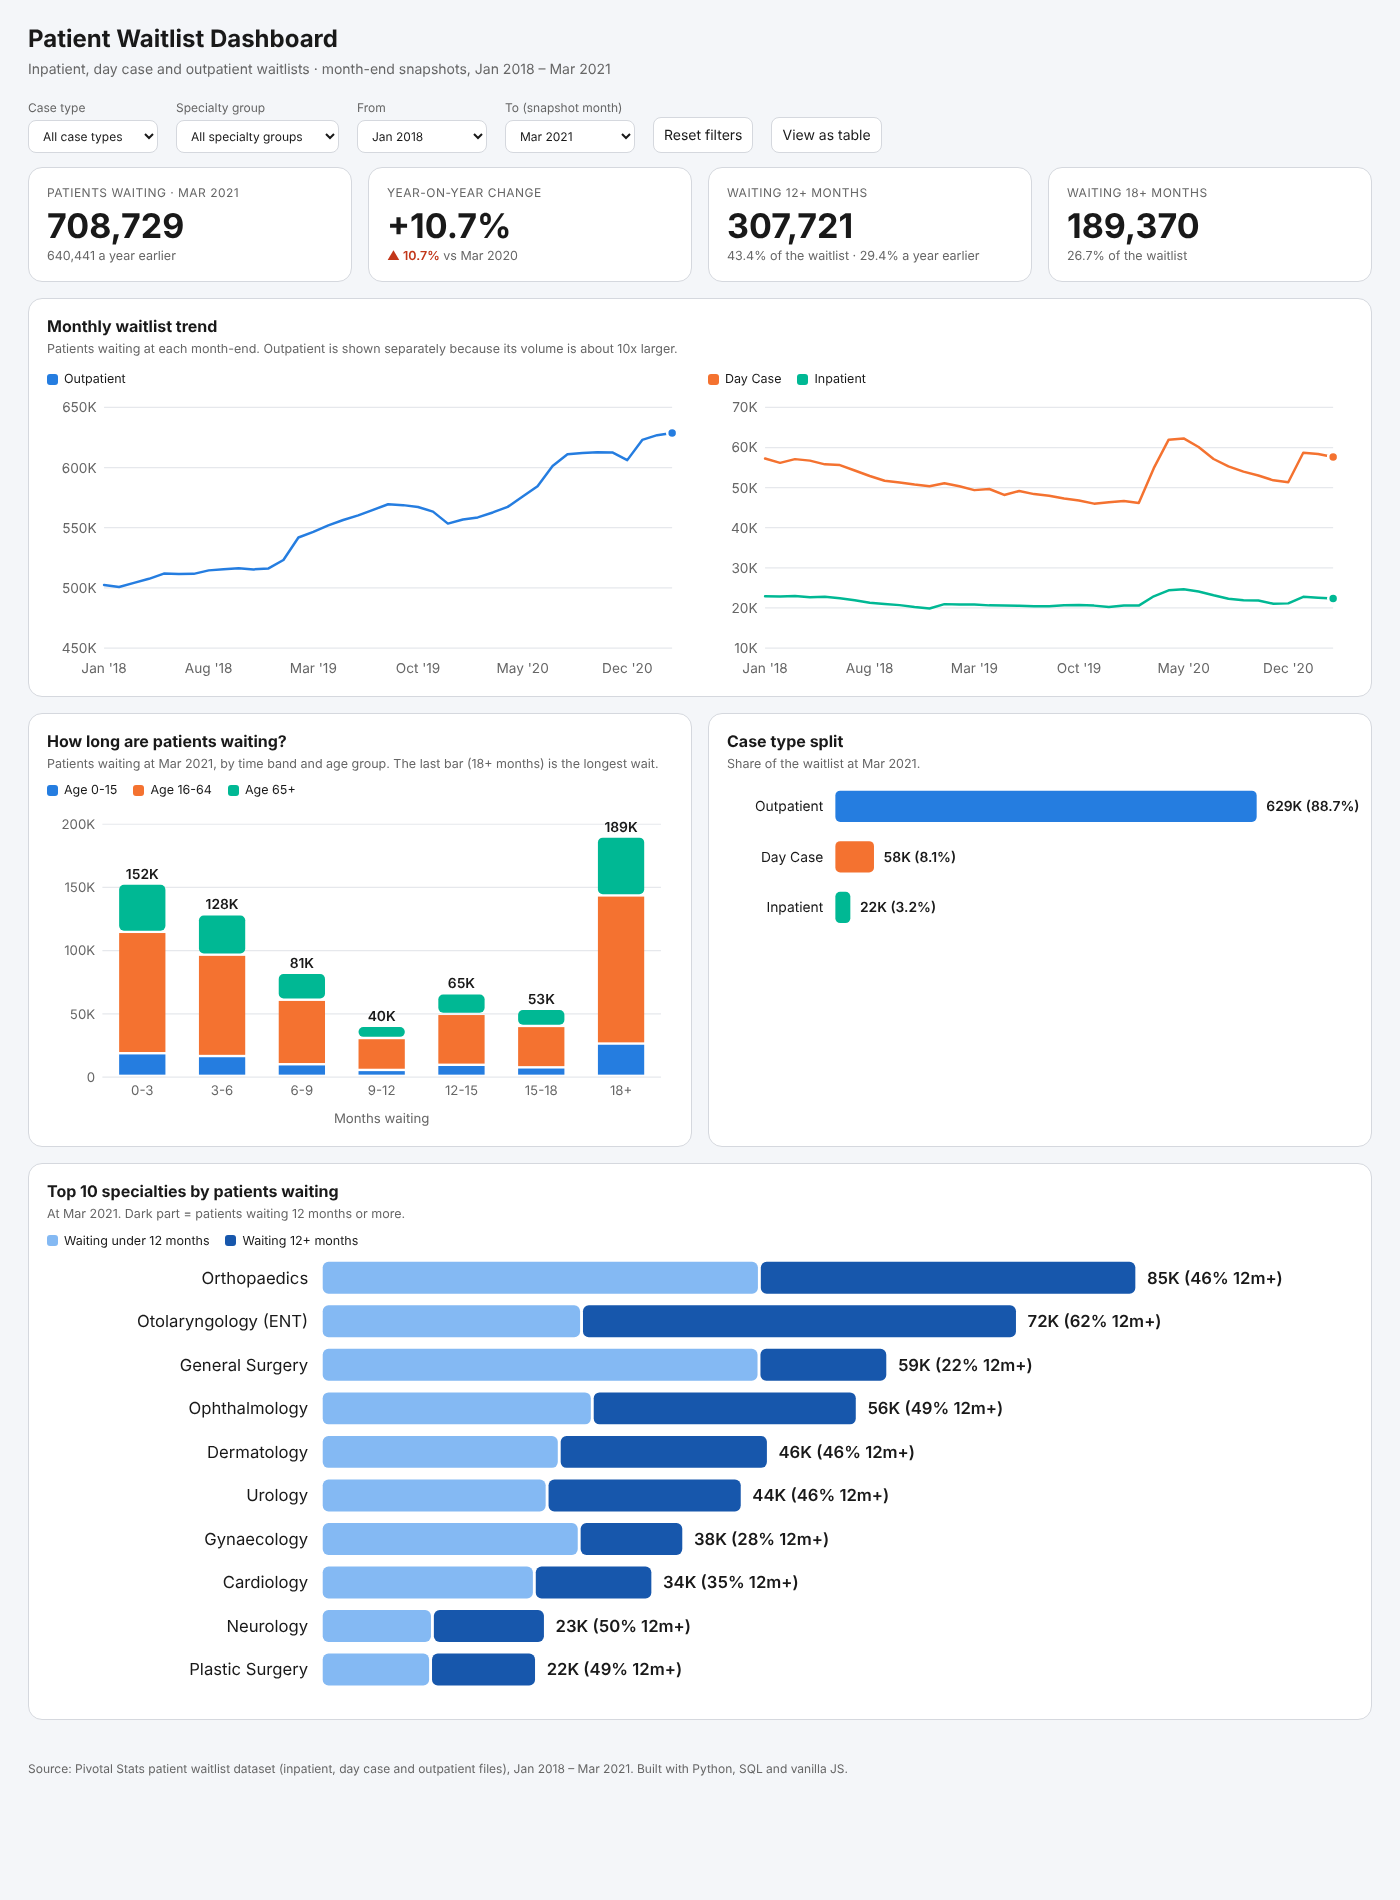 Patient Waitlist Dashboard
Inpatient, day case and outpatient waitlists · month-end snapshots, Jan 2018 – Mar 2021
Case type
Specialty group
From
To (snapshot month)
All case types
All specialty groups
Jan 2018
Mar 2021
Reset filters
View as table
PATIENTS WAITING · MAR 2021
708,729
640,441 a year earlier
YEAR-ON-YEAR CHANGE
+10.7%
▲ 10.7% vs Mar 2020
WAITING 12+ MONTHS
307,721
43.4% of the waitlist · 29.4% a year earlier
WAITING 18+ MONTHS
189,370
26.7% of the waitlist
Monthly waitlist trend
Patients waiting at each month-end. Outpatient is shown separately because its volume is about 10x larger.
Outpatient
650K
600K
550K
500K
450K
Jan '18
Aug '18
Mar '19
Oct '19
May '20
Dec '20
Day Case
Inpatient
70K
60K
50K
40K
30K
20K
10K
Jan '18
Aug '18
Mar '19
Oct '19
May '20
Dec '20
How long are patients waiting?
Patients waiting at Mar 2021, by time band and age group. The last bar (18+ months) is the longest wait.
Age 0-15
Age 16-64
Age 65+
200K
150K
100K
50K
0
152K
128K
81K
40K
65K
53K
189K
0-3
3-6
6-9
9-12
12-15
15-18
18+
Months waiting
Case type split
Share of the waitlist at Mar 2021.
Outpatient
629K (88.7%)
Day Case
58K (8.1%)
Inpatient
22K (3.2%)
Top 10 specialties by patients waiting
At Mar 2021. Dark part = patients waiting 12 months or more.
Waiting under 12 months
Waiting 12+ months
Orthopaedics
85K (46% 12m+)
Otolaryngology (ENT)
72K (62% 12m+)
General Surgery
59K (22% 12m+)
Ophthalmology
56K (49% 12m+)
Dermatology
46K (46% 12m+)
Urology
44K (46% 12m+)
Gynaecology
38K (28% 12m+)
Cardiology
34K (35% 12m+)
Neurology
23K (50% 12m+)
Plastic Surgery
22K (49% 12m+)
Source: Pivotal Stats patient waitlist dataset (inpatient, day case and outpatient files), Jan 2018 – Mar 2021. Built with Python, SQL and vanilla JS.